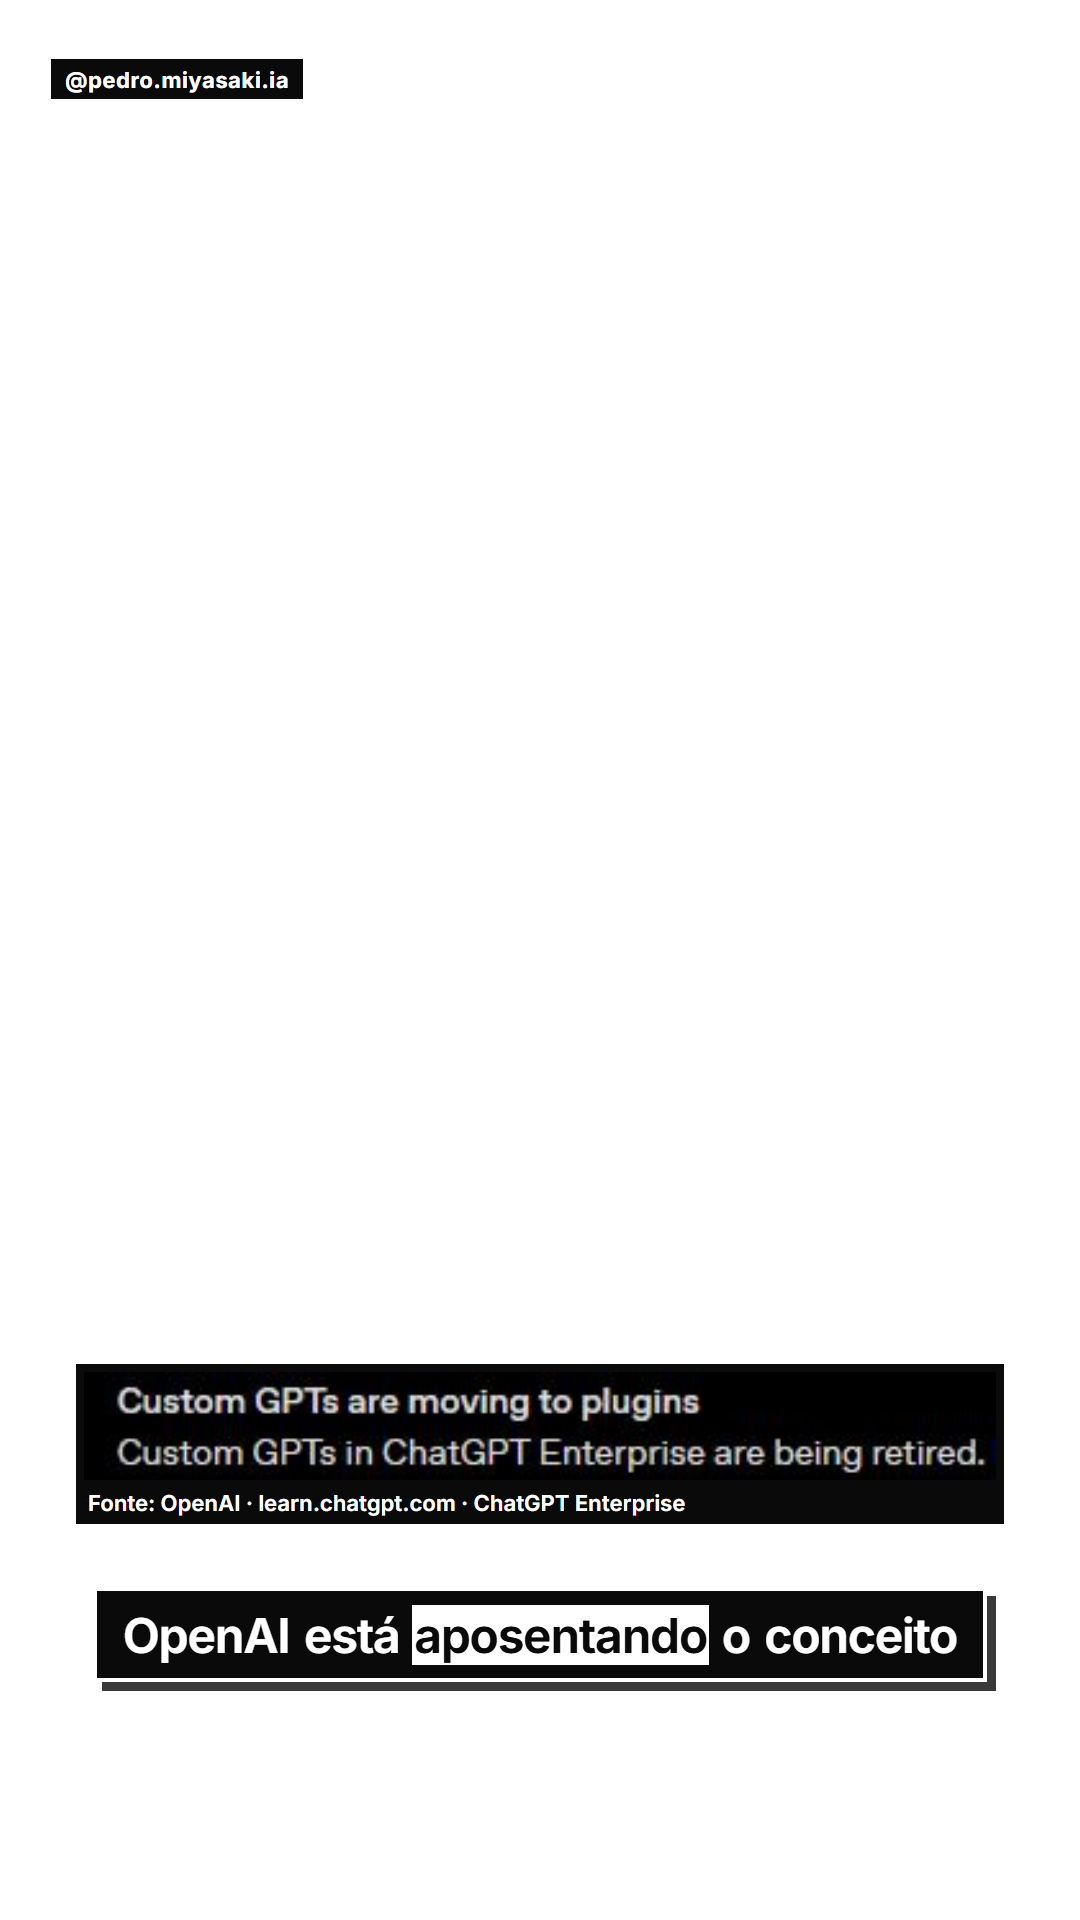 @pedro.miyasaki.ia
Custom GPTs are moving to plugins
Custom GPTs in ChatGPT Enterprise are being retired.
Fonte: OpenAI · learn.chatgpt.com · ChatGPT Enterprise
OpenAI está aposentando o conceito